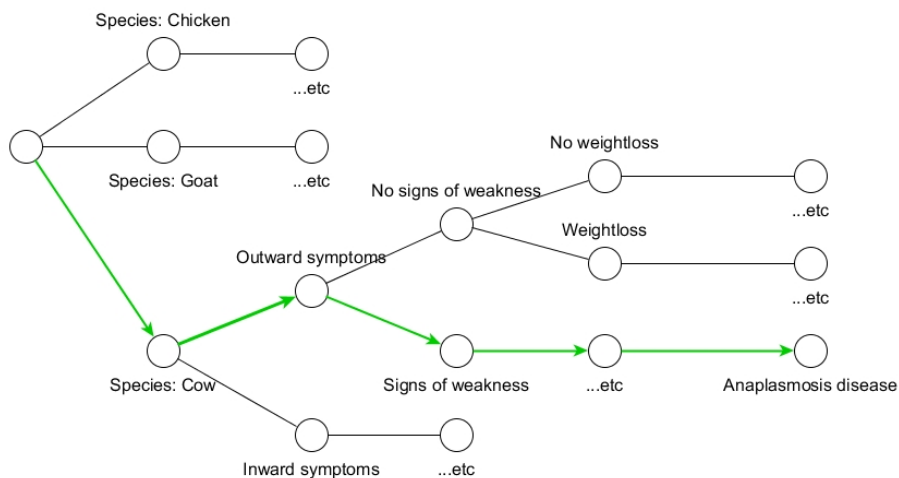 Species: Chicken
...etc
Species: Goat
...etc
No weightloss
...etc
No signs of weakness
Weightloss
...etc
Outward symptoms
Species: Cow
Signs of weakness
...etc
Anaplasmosis disease
Inward symptoms
...etc